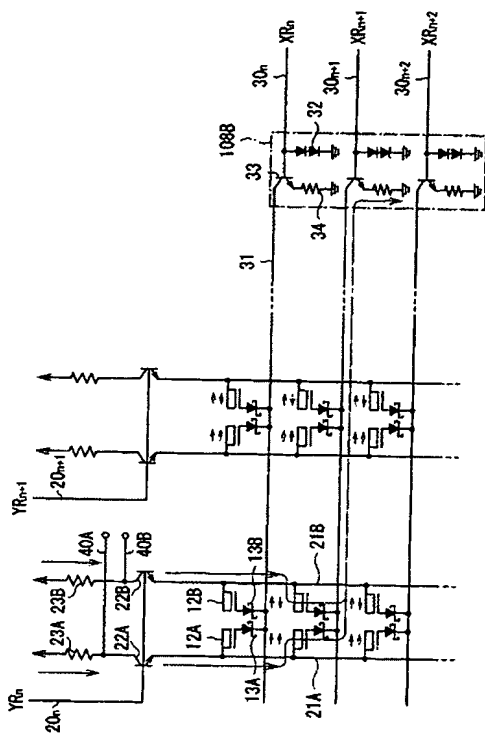 YRn
20n
23A
23B
40A
40B
22A
22B
YRn+1
20n+1
12A
12B
13A
13B
21A
21B
31
33
34
32
108B
30n
XRn
30n+1
XRn+1
30n+2
XRn+2